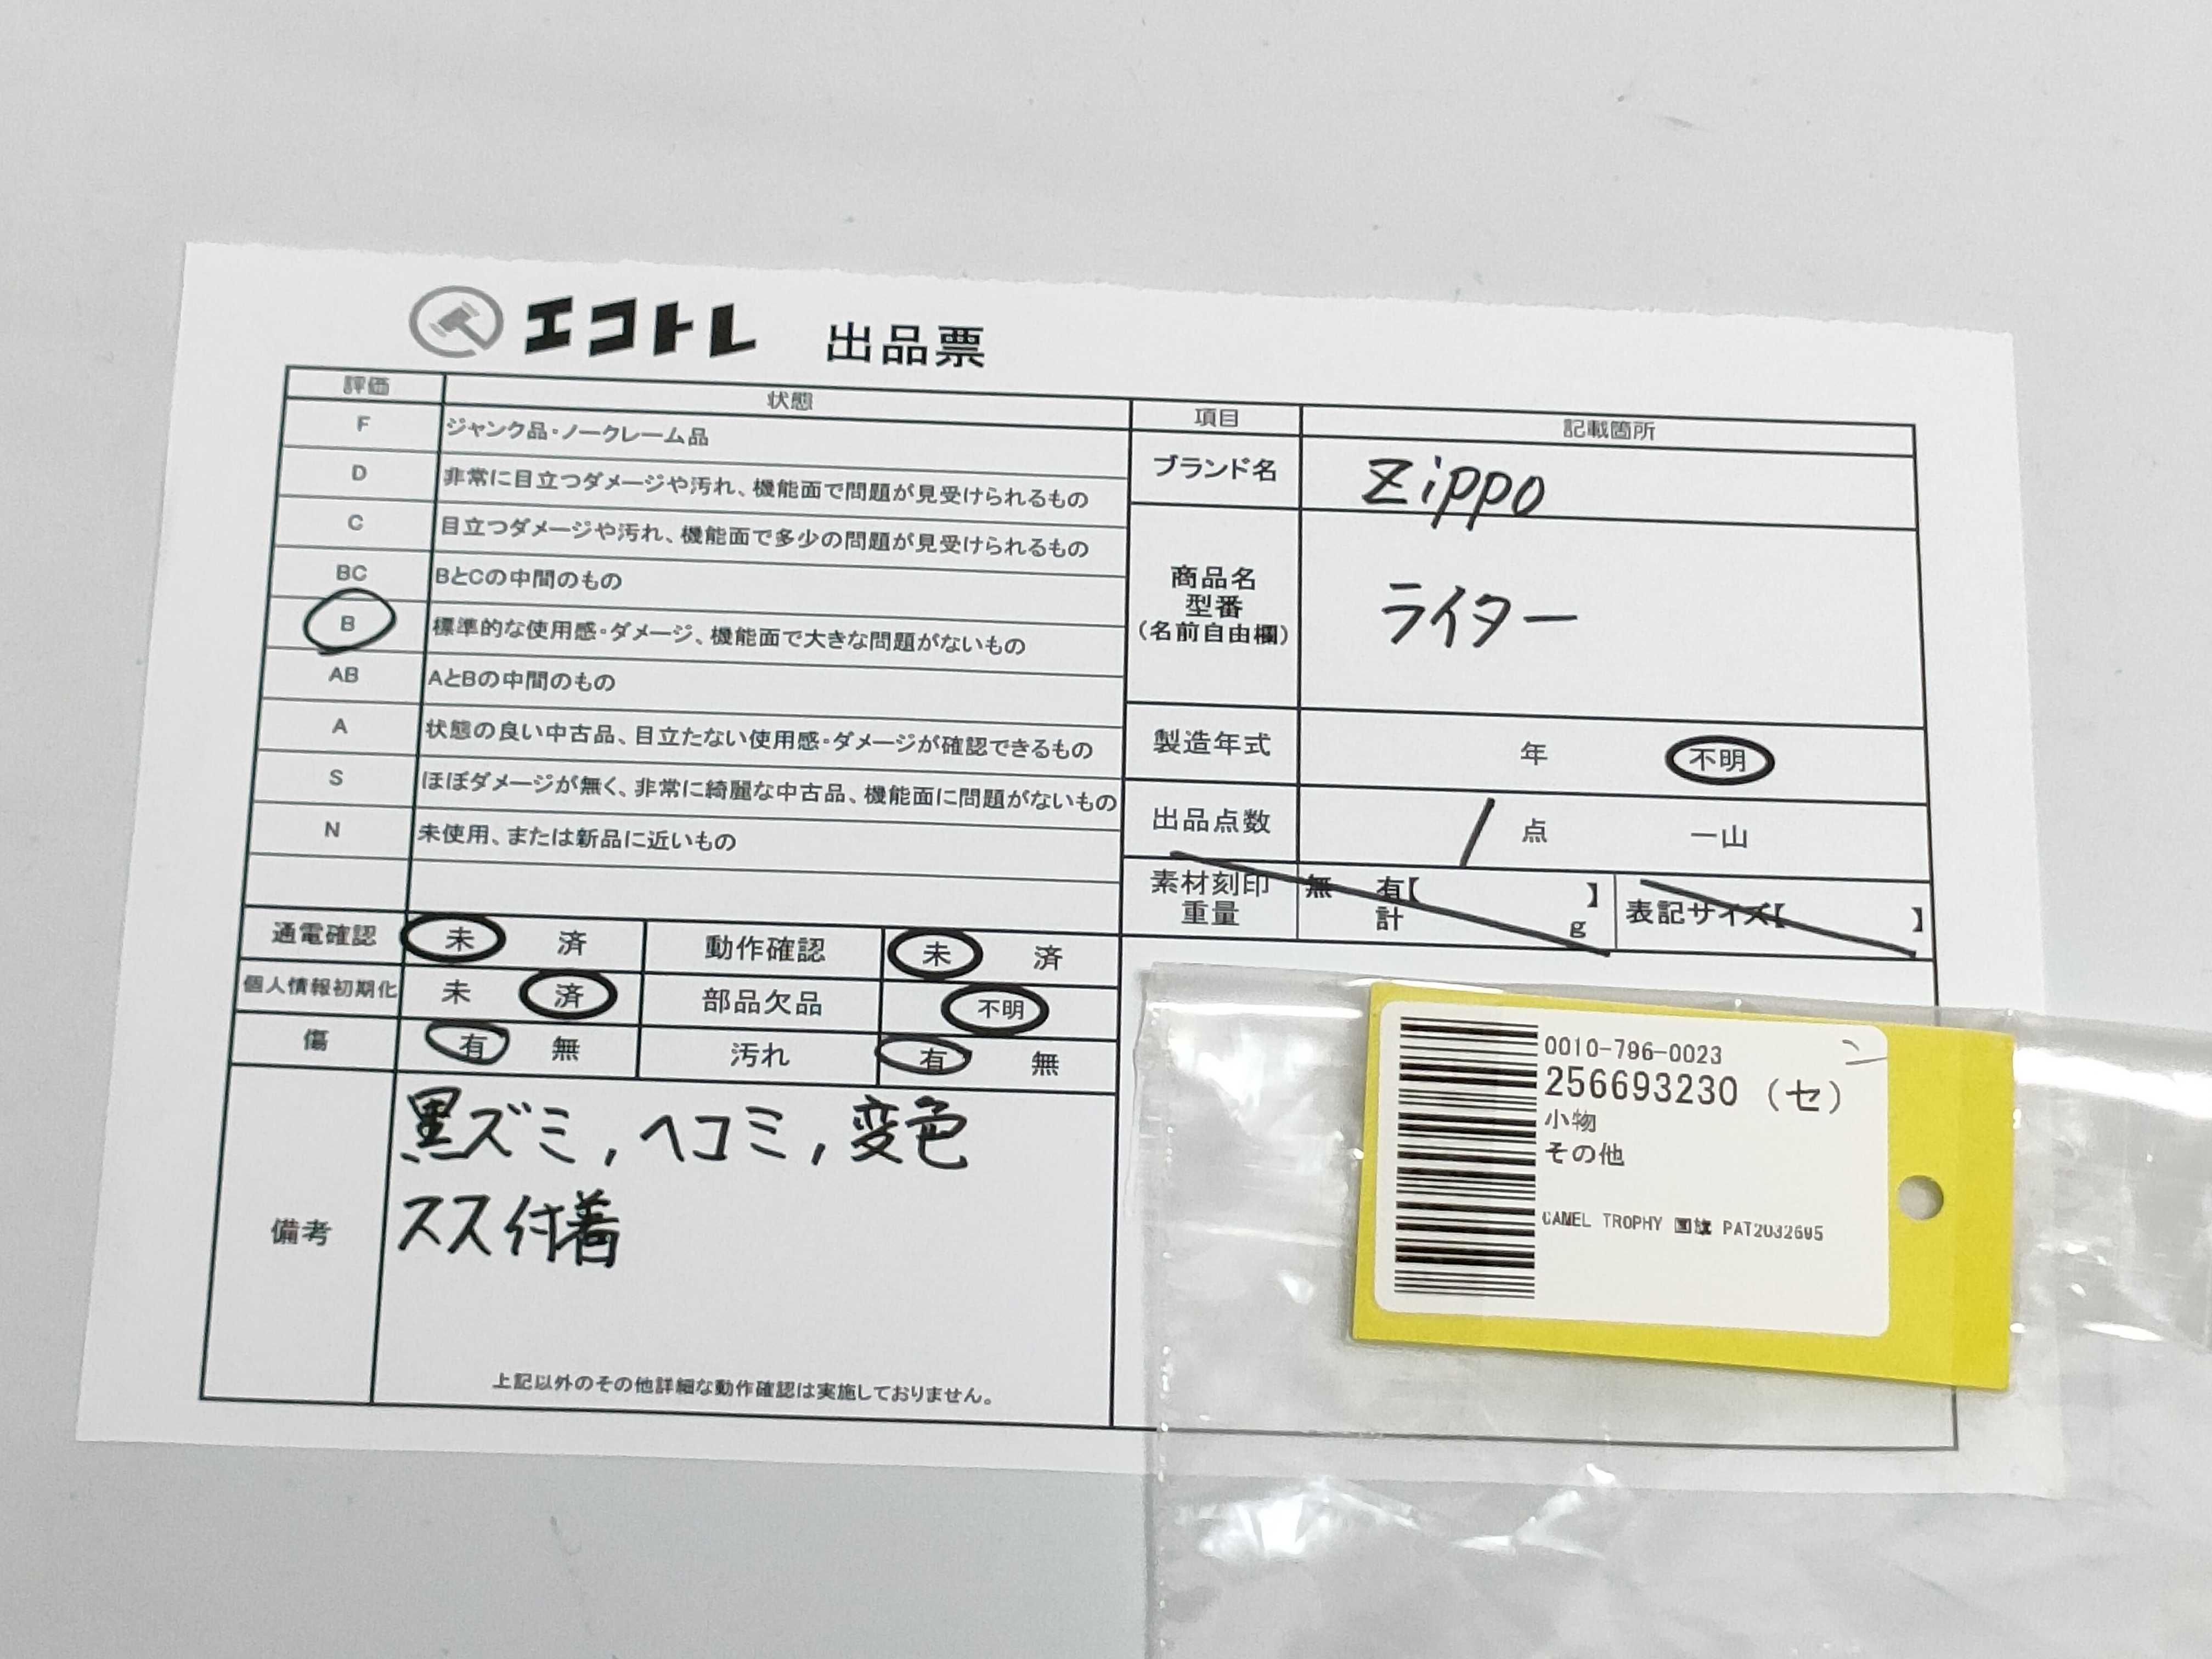 エコトレ 出品票
評価 状態
F ジャンク品・ノークレーム品
D 非常に目立つダメージや汚れ、機能面で問題が見受けられるもの
C 目立つダメージや汚れ、機能面で多少の問題が見受けられるもの
BC BとCの中間のもの
B 標準的な使用感・ダメージ、機能面で大きな問題がないもの
AB AとBの中間のもの
A 状態の良い中古品、目立たない使用感・ダメージが確認できるもの
S ほぼダメージが無く、非常に綺麗な中古品、機能面に問題がないもの
N 未使用、または新品に近いもの
項目 記載箇所
ブランド名 Zippo
商品名
型番
(名前自由欄)
ライター
製造年式 年 不明
出品点数 1 点 一山
素材刻印 無 有【 】
重量 計 g
表記サイズ【 】
通電確認 未 済 動作確認 未 済
個人情報初期化 未 済 部品欠品 不明
傷 有 無 汚れ 有 無
備考
黒ズミ,ヘコミ,変色
スス付着
上記以外のその他詳細な動作確認は実施しておりません。
0010-796-0023
256693230 (セ)
小物
その他
CAMEL TROPHY 国旗 PAT2032695